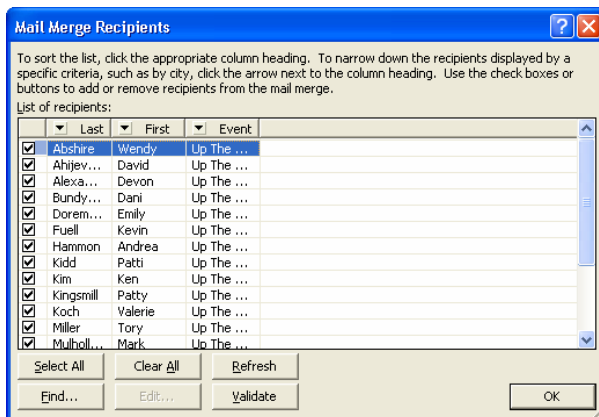 Mail Merge Recipients
To sort the list, click the appropriate column heading. To narrow down the recipients displayed by a
specific criteria, such as by city, click the arrow next to the column heading. Use the check boxes or
buttons to add or remove recipients from the mail merge.
List of recipients:
Last First Event
Abshire Wendy Up The ...
Ahijev... David Up The ...
Alexa... Devon Up The ...
Bundy... Dani Up The ...
Dorem... Emily Up The ...
Fuell Kevin Up The ...
Hammon Andrea Up The ...
Kidd Patti Up The ...
Kim Ken Up The ...
Kingsmill Patty Up The ...
Koch Valerie Up The ...
Miller Tory Up The ...
Mulholl... Mark Up The ...
Select All Clear All Refresh
Find... Edit... Validate OK